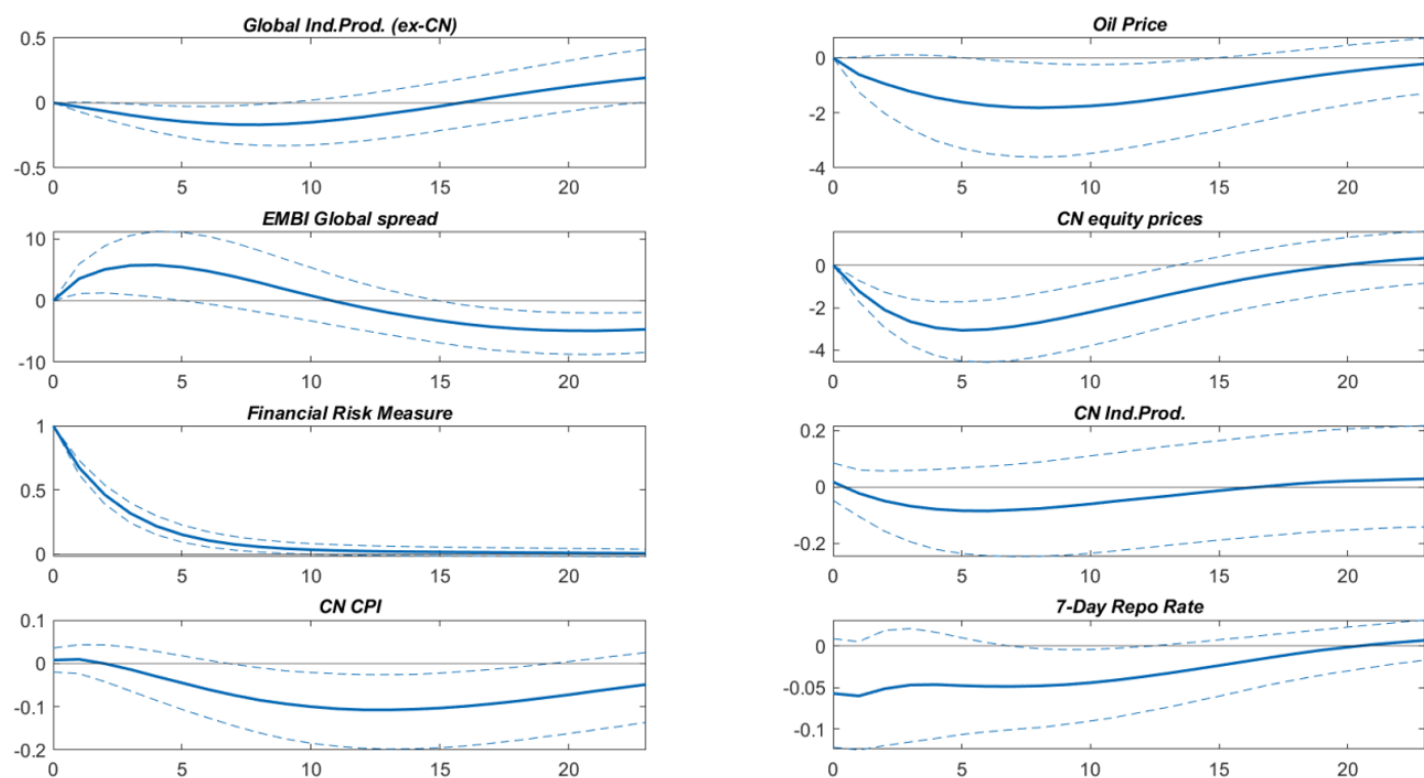 Global Ind.Prod. (ex-CN)
0.5
0
-0.5
0 5 10 15 20
Oil Price
0
-2
-4
0 5 10 15 20
EMBI Global spread
10
0
-10
0 5 10 15 20
CN equity prices
0
-2
-4
0 5 10 15 20
Financial Risk Measure
1
0.5
0
0 5 10 15 20
CN Ind.Prod.
0.2
0
-0.2
0 5 10 15 20
CN CPI
0.1
0
-0.1
-0.2
0 5 10 15 20
7-Day Repo Rate
0
-0.05
-0.1
0 5 10 15 20